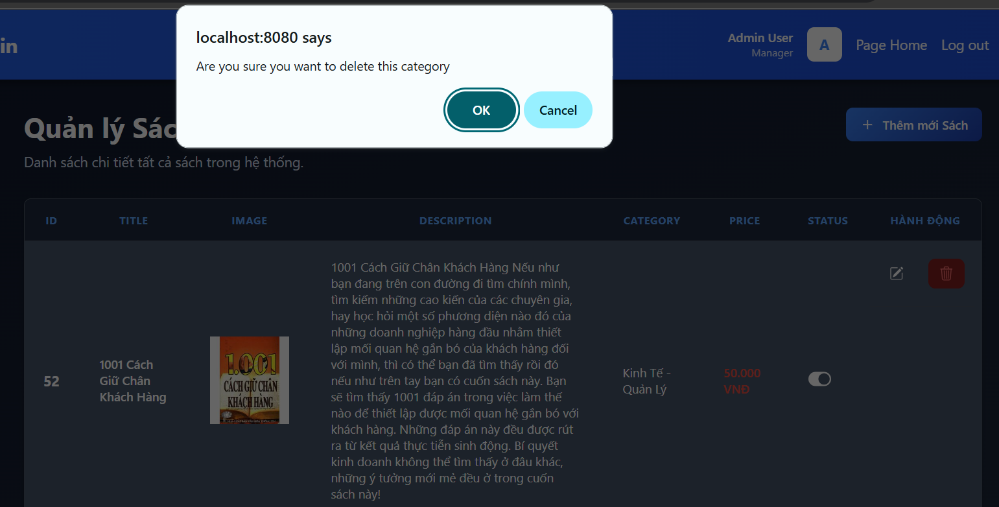 localhost:8080 says
Are you sure you want to delete this category
OK
Cancel
in
Admin User
Manager
A
Page Home
Log out
Quản lý Sác
Danh sách chi tiết tất cả sách trong hệ thống.
+ Thêm mới Sách
ID TITLE IMAGE DESCRIPTION CATEGORY PRICE STATUS HÀNH ĐỘNG
52
1001 Cách
Giữ Chân
Khách Hàng
1.001
CÁCH GIỮ CHÂN
KHÁCH HÀNG
1001 Cách Giữ Chân Khách Hàng Nếu như
bạn đang trên con đường đi tìm chính mình,
tìm kiếm những cao kiến của các chuyên gia,
hay học hỏi một số phương diện nào đó của
những doanh nghiệp hàng đầu nhằm thiết
lập mối quan hệ gắn bó của khách hàng đối
với mình, thì có thể bạn đã tìm thấy rồi đó
nếu như trên tay bạn có cuốn sách này. Bạn
sẽ tìm thấy 1001 đáp án trong việc làm thế
nào để thiết lập được mối quan hệ gắn bó với
khách hàng. Những đáp án này đều được rút
ra từ kết quả thực tiễn sinh động. Bí quyết
kinh doanh không thể tìm thấy ở đâu khác,
những ý tưởng mới mẻ đều ở trong cuốn
sách này!
Kinh Tế -
Quản Lý
50.000
VNĐ